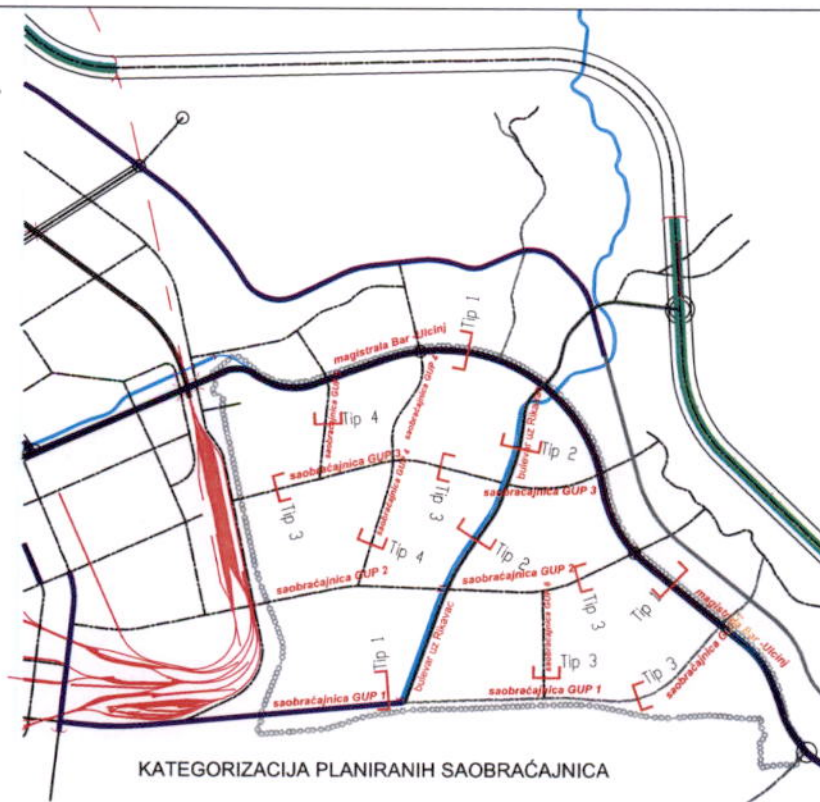 Tip 1
magistrala Bar -Ulcinj
saobraćajnica GUP 4
Tip 4
bulevar uz Rikavac
Tip 2
saobraćajnica GUP 3
Tip 3
saobraćajnica GUP 3
Tip 3
saobraćajnica GUP 4
Tip 4
Tip 2
saobraćajnica GUP 2
saobraćajnica GUP 2
Tip 3
Tip 1
magistrala Bar -Ulcinj
bulevar uz Rikavac
Tip 1
Tip 3
Tip 3
saobraćajnica GUP 1
saobraćajnica GUP 1
KATEGORIZACIJA PLANIRANIH SAOBRAĆAJNICA